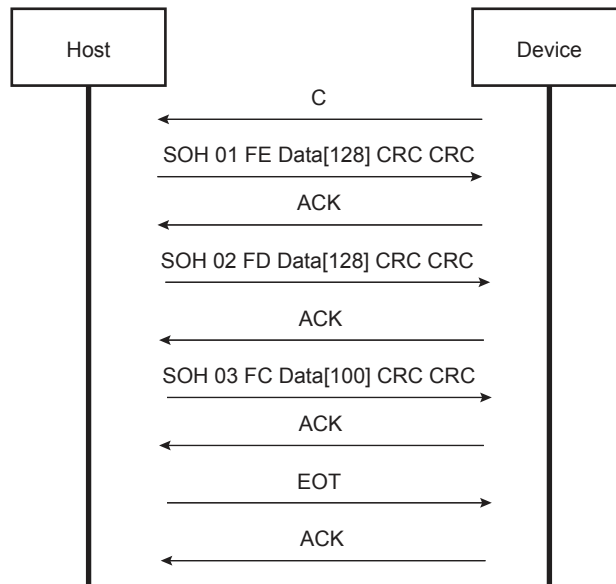 Host
Device
C
SOH 01 FE Data[128] CRC CRC
ACK
SOH 02 FD Data[128] CRC CRC
ACK
SOH 03 FC Data[100] CRC CRC
ACK
EOT
ACK